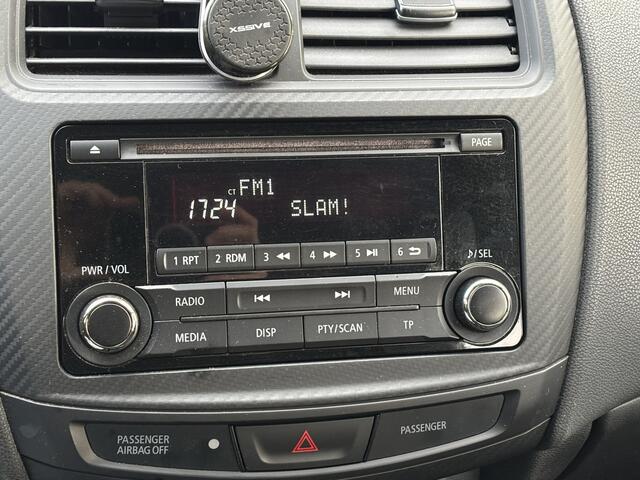 XSSIVE
PAGE
CT FM1
1724 SLAM!
1 RPT 2 RDM 3 4 5 6
PWR / VOL
/ SEL
RADIO MENU
MEDIA DISP PTY/SCAN TP
PASSENGER
AIRBAG OFF
PASSENGER